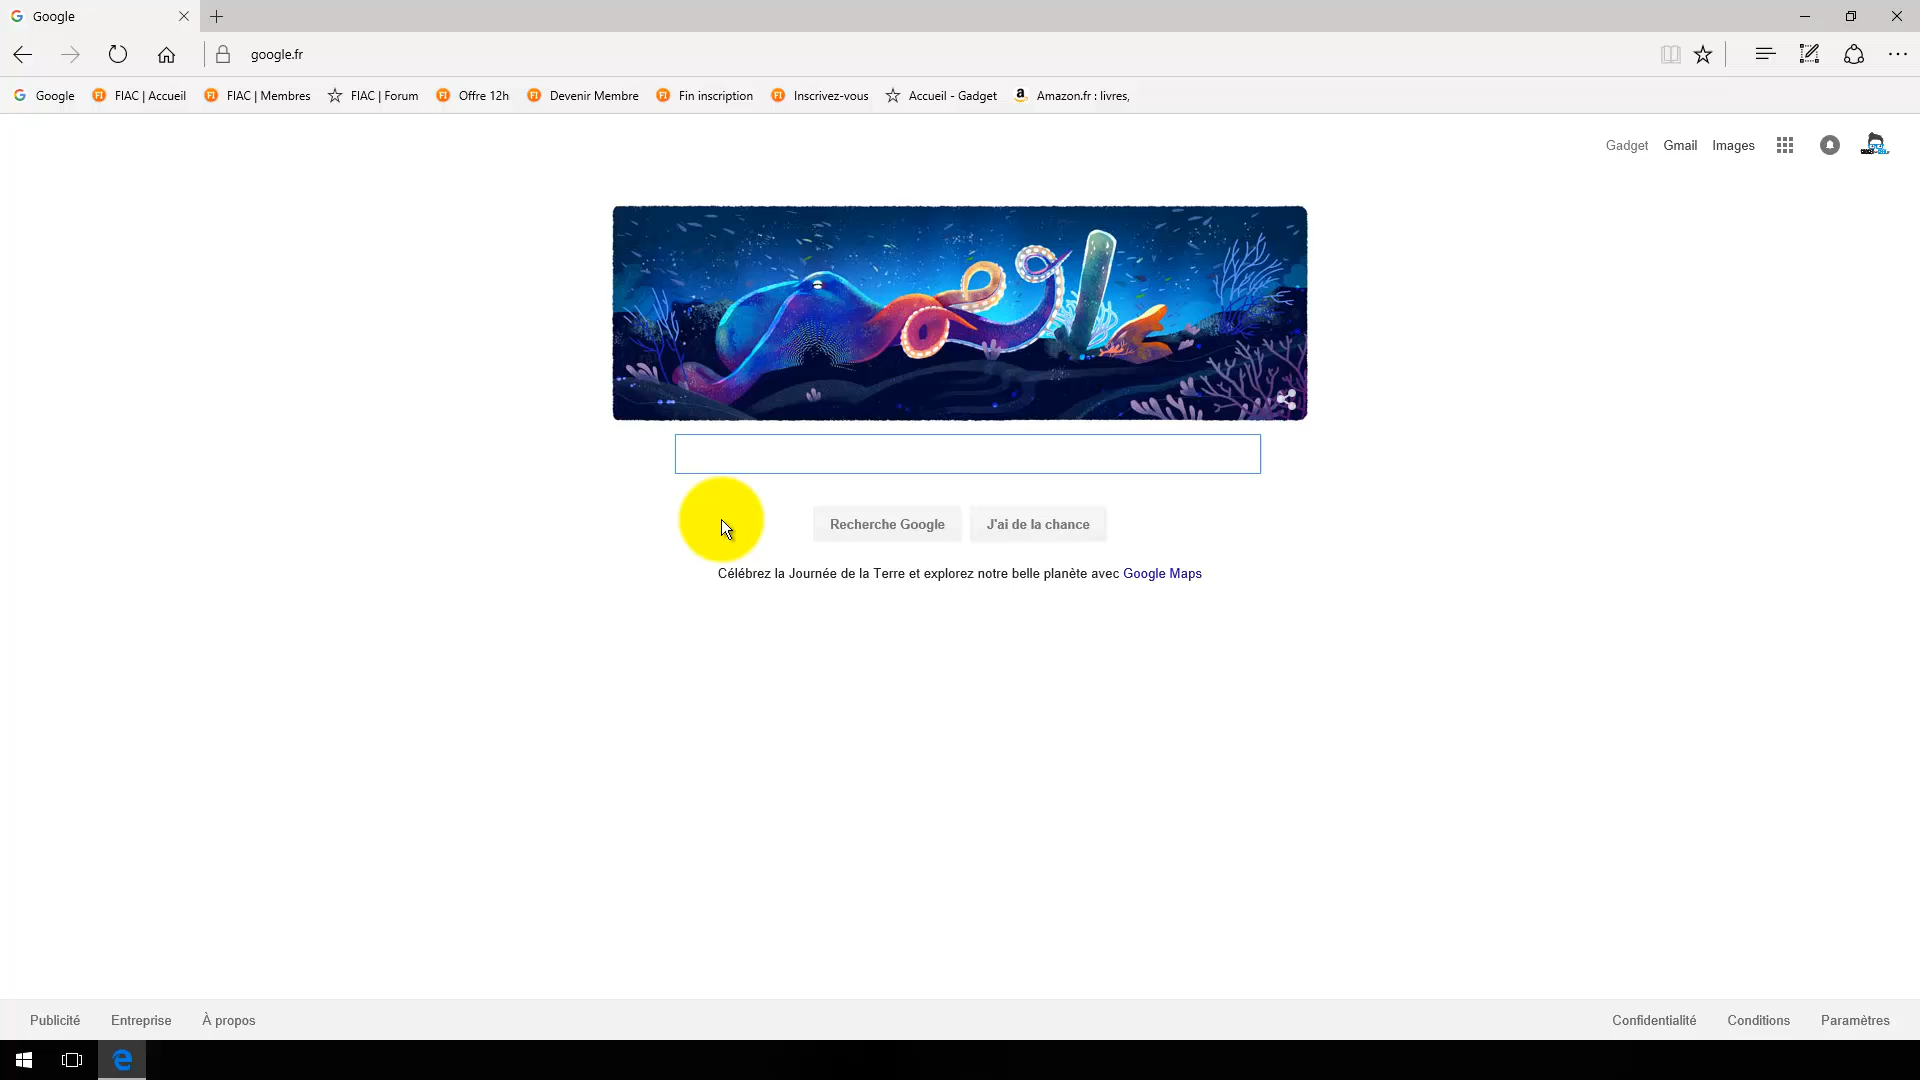 Google
google.fr
Google FIAC | Accueil FIAC | Membres FIAC | Forum Offre 12h Devenir Membre Fin inscription Inscrivez-vous Accueil - Gadget Amazon.fr : livres,
Gadget Gmail Images
Recherche Google J'ai de la chance
Célébrez la Journée de la Terre et explorez notre belle planète avec Google Maps
Publicité Entreprise À propos Confidentialité Conditions Paramètres